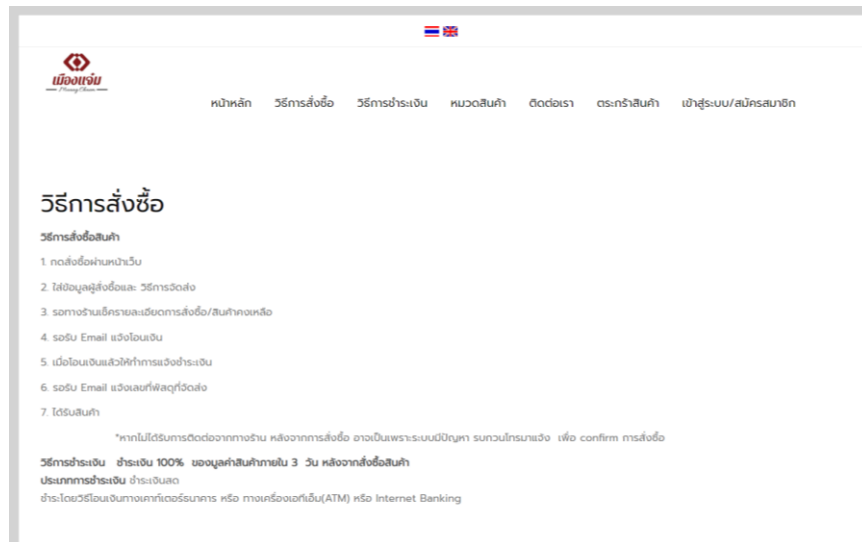 เมืองแจ๋ม
Muang Cham
หน้าหลัก วิธีการสั่งซื้อ วิธีการชำระเงิน หมวดสินค้า ติดต่อเรา ตระกร้าสินค้า เข้าสู่ระบบ/สมัครสมาชิก
วิธีการสั่งซื้อ
วิธีการสั่งซื้อสินค้า
1. กดสั่งซื้อผ่านหน้าเว็บ
2. ใส่ข้อมูลผู้สั่งซื้อและ วิธีการจัดส่ง
3. รอทางร้านเช็ครายละเอียดการสั่งซื้อ/สินค้าคงเหลือ
4. รอรับ Email แจ้งโอนเงิน
5. เมื่อโอนเงินแล้วให้ทำการแจ้งชำระเงิน
6. รอรับ Email แจ้งเลขที่พัสดุที่จัดส่ง
7. ได้รับสินค้า
*หากไม่ได้รับการติดต่อจากทางร้าน หลังจากการสั่งซื้อ อาจเป็นเพราะระบบมีปัญหา รบกวนโทรมาแจ้ง เพื่อ confirm การสั่งซื้อ
วิธีการชำระเงิน ชำระเงิน 100% ของมูลค่าสินค้าภายใน 3 วัน หลังจากสั่งซื้อสินค้า
ประเภทการชำระเงิน ชำระเงินสด
ชำระโดยวิธีโอนเงินทางเคาท์เตอร์ธนาคาร หรือ ทางเครื่องเอทีเอ็ม(ATM) หรือ Internet Banking